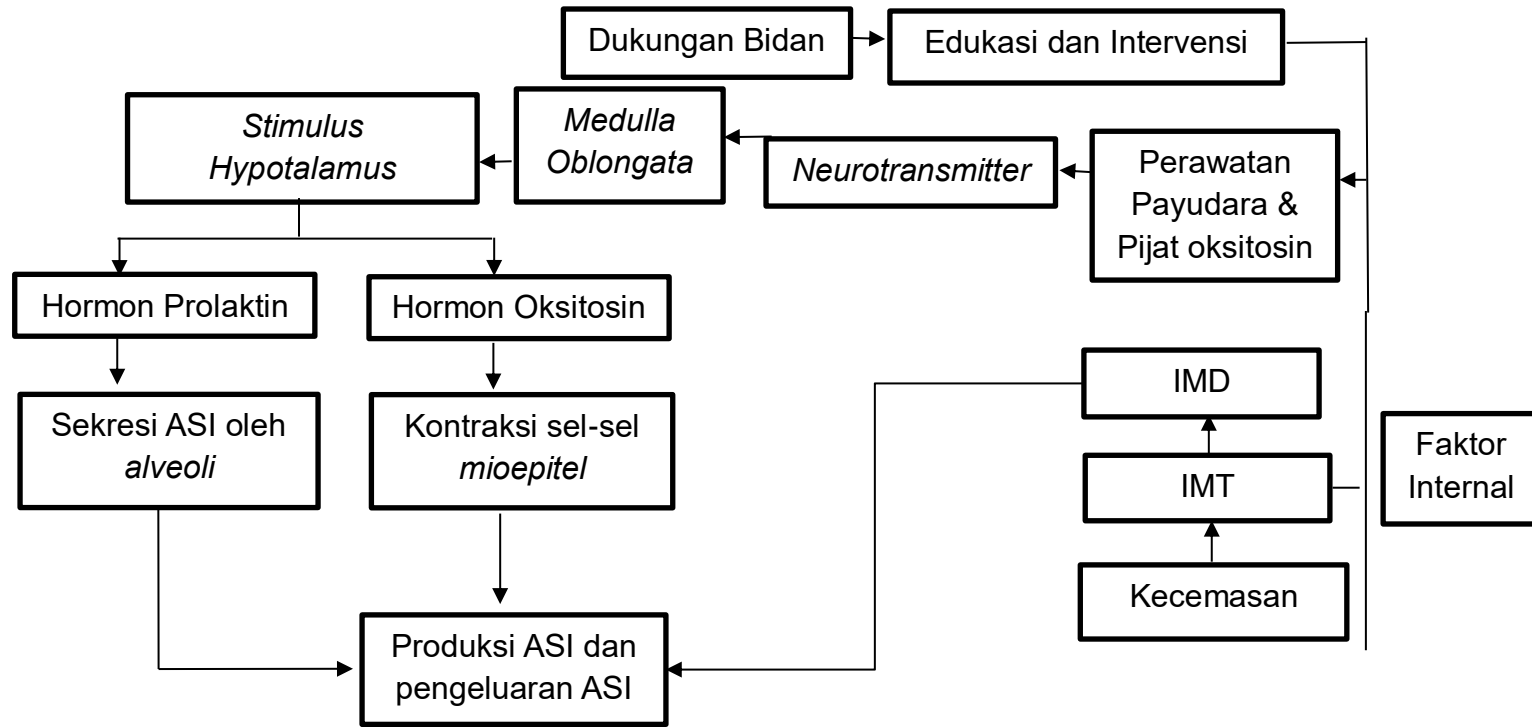 Dukungan Bidan
Edukasi dan Intervensi
Stimulus
Hypotalamus
Medulla
Oblongata
Neurotransmitter
Perawatan
Payudara &
Pijat oksitosin
Hormon Prolaktin
Hormon Oksitosin
IMD
Sekresi ASI oleh
alveoli
Kontraksi sel-sel
mioepitel
IMT
Faktor
Internal
Kecemasan
Produksi ASI dan
pengeluaran ASI